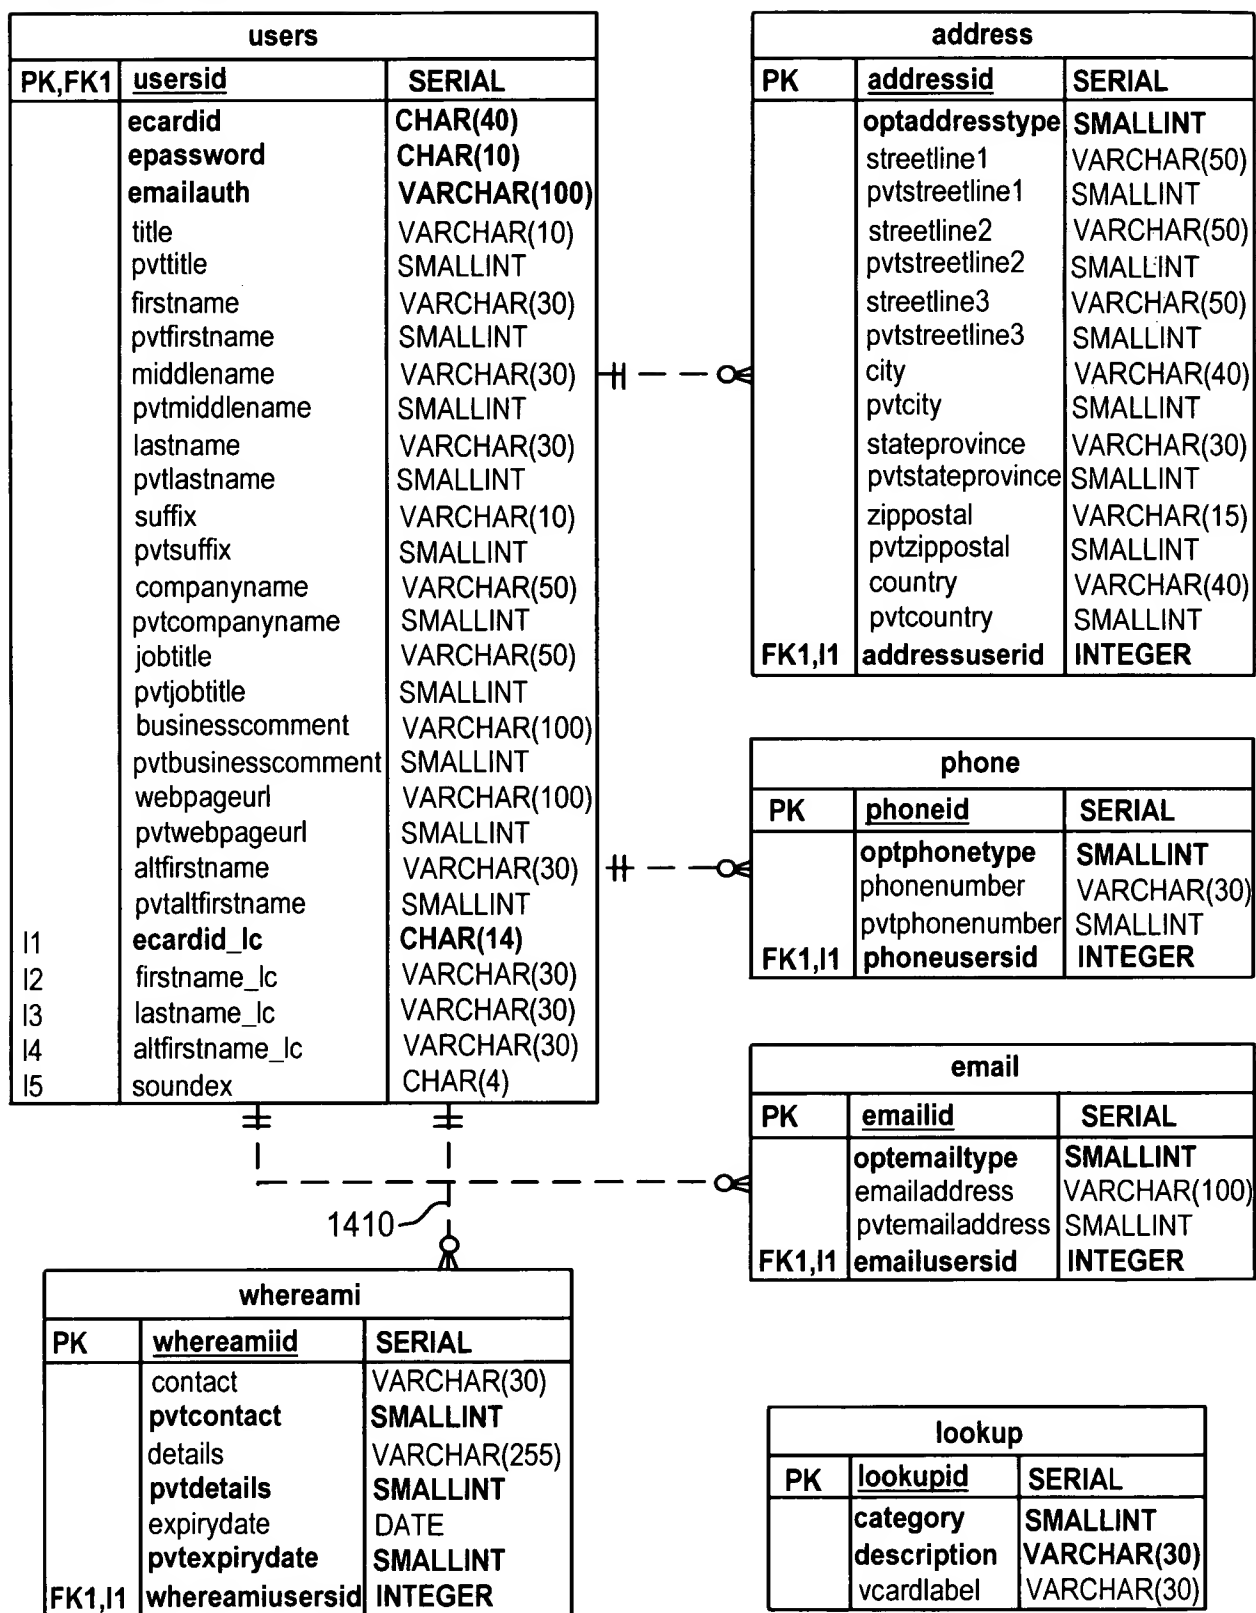 users
PK,FK1 usersid SERIAL
ecardid CHAR(40)
epassword CHAR(10)
emailauth VARCHAR(100)
title VARCHAR(10)
pvttitle SMALLINT
firstname VARCHAR(30)
pvtfirstname SMALLINT
middlename VARCHAR(30)
pvtmiddlename SMALLINT
lastname VARCHAR(30)
pvtlastname SMALLINT
suffix VARCHAR(10)
pvtsuffix SMALLINT
companyname VARCHAR(50)
pvtcompanyname SMALLINT
jobtitle VARCHAR(50)
pvtjobtitle SMALLINT
businesscomment VARCHAR(100)
pvtbusinesscomment SMALLINT
webpageurl VARCHAR(100)
pvtwebpageurl SMALLINT
altfirstname VARCHAR(30)
pvtaltfirstname SMALLINT
I1 ecardid_lc CHAR(14)
I2 firstname_lc VARCHAR(30)
I3 lastname_lc VARCHAR(30)
I4 altfirstname_lc VARCHAR(30)
I5 soundex CHAR(4)
address
PK addressid SERIAL
optaddresstype SMALLINT
streetline1 VARCHAR(50)
pvtstreetline1 SMALLINT
streetline2 VARCHAR(50)
pvtstreetline2 SMALLINT
streetline3 VARCHAR(50)
pvtstreetline3 SMALLINT
city VARCHAR(40)
pvtcity SMALLINT
stateprovince VARCHAR(30)
pvtstateprovince SMALLINT
zippostal VARCHAR(15)
pvtzippostal SMALLINT
country VARCHAR(40)
pvtcountry SMALLINT
FK1,I1 addressuserid INTEGER
phone
PK phoneid SERIAL
optphonetype SMALLINT
phonenumber VARCHAR(30)
pvtphonenumber SMALLINT
FK1,I1 phoneusersid INTEGER
email
PK emailid SERIAL
optemailtype SMALLINT
emailaddress VARCHAR(100)
pvtemailaddress SMALLINT
FK1,I1 emailusersid INTEGER
1410
whereami
PK whereamiid SERIAL
contact VARCHAR(30)
pvtcontact SMALLINT
details VARCHAR(255)
pvtdetails SMALLINT
expirydate DATE
pvtexpirydate SMALLINT
FK1,I1 whereamiusersid INTEGER
lookup
PK lookupid SERIAL
category SMALLINT
description VARCHAR(30)
vcardlabel VARCHAR(30)